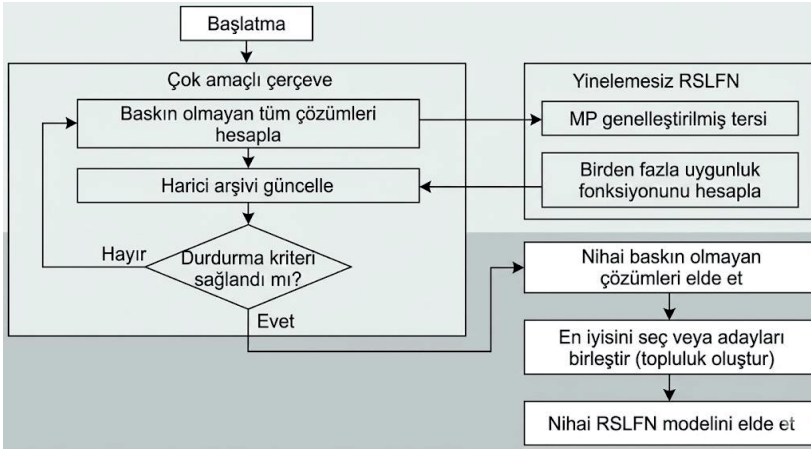 Başlatma
Çok amaçlı çerçeve
Baskın olmayan tüm çözümleri
hesapla
Harici arşivi güncelle
Hayır
Durdurma kriteri
sağlandı mı?
Evet
Yinelemesiz RSLFN
MP genelleştirilmiş tersi
Birden fazla uygunluk
fonksiyonunu hesapla
Nihai baskın olmayan
çözümleri elde et
En iyisini seç veya adayları
birleştir (topluluk oluştur)
Nihai RSLFN modelini elde et